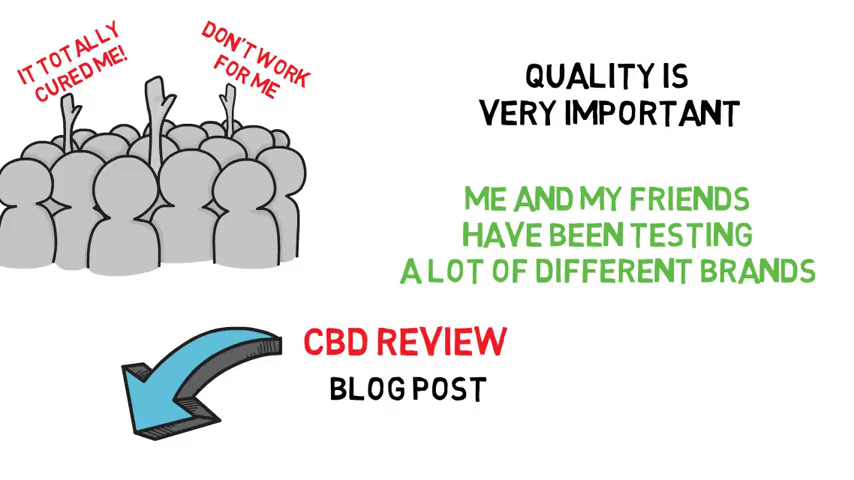 IT TOTALLY
CURED ME!
DON'T WORK
FOR ME
QUALITY IS
VERY IMPORTANT
ME AND MY FRIENDS
HAVE BEEN TESTING
A LOT OF DIFFERENT BRANDS
CBD REVIEW
BLOG POST